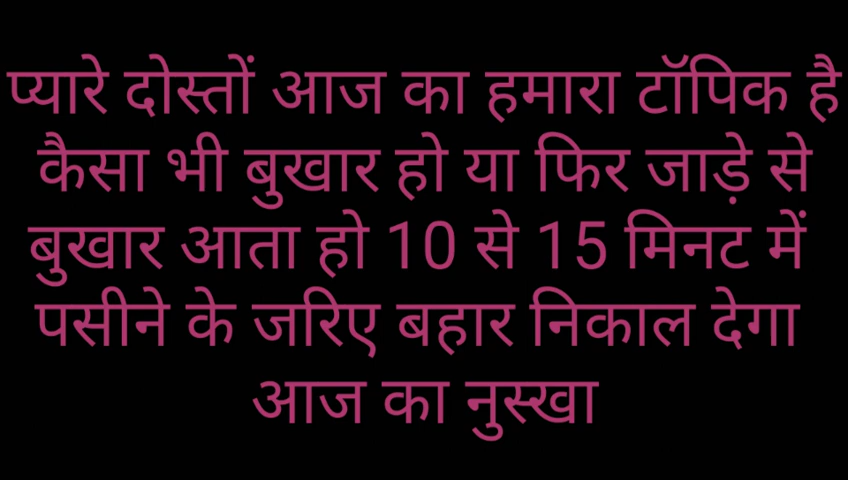 प्यारे दोस्तों आज का हमारा टॉपिक है
कैसा भी बुखार हो या फिर जाड़े से
बुखार आता हो 10 से 15 मिनट में
पसीने के जरिए बहार निकाल देगा
आज का नुस्खा